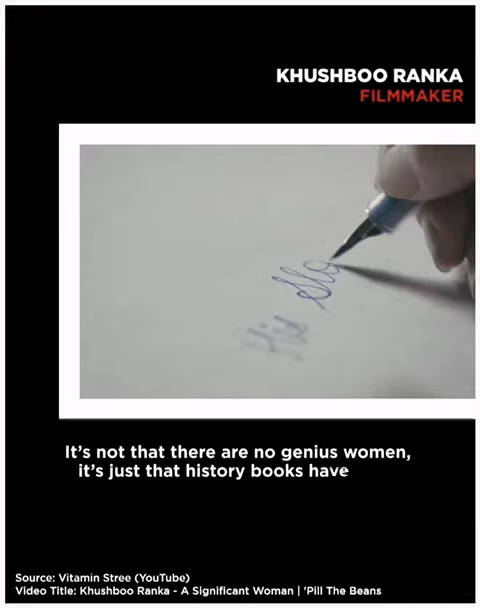 KHUSHBOO RANKA
FILMMAKER
It's not that there are no genius women,
it's just that history books have
Source: Vitamin Stree (YouTube)
Video Title: Khushboo Ranka - A Significant Woman | 'Pill The Beans